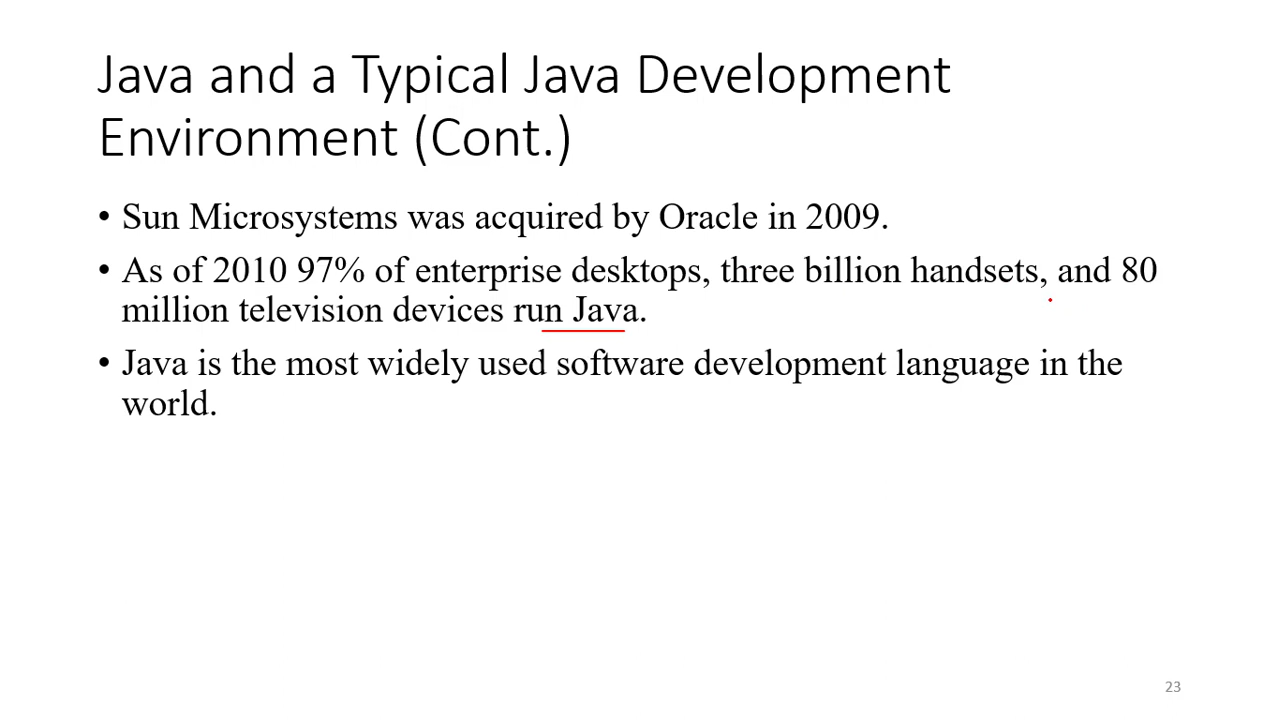 Java and a Typical Java Development
Environment (Cont.)
• Sun Microsystems was acquired by Oracle in 2009.
• As of 2010 97% of enterprise desktops, three billion handsets, and 80
million television devices run Java.
• Java is the most widely used software development language in the
world.
23